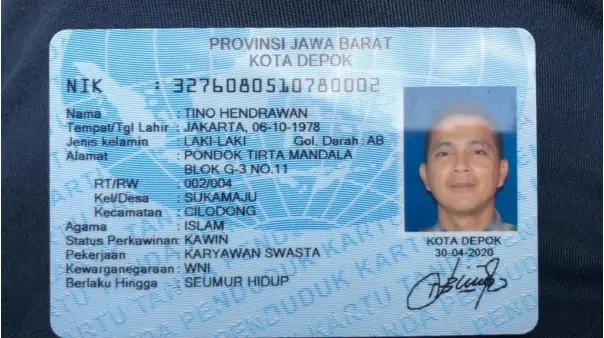 PROVINSI JAWA BARAT
KOTA DEPOK
NIK : 3276080510780002
Nama : TINO HENDRAWAN
Tempat/Tgl Lahir : JAKARTA, 06-10-1978
Jenis kelamin : LAKI-LAKI Gol. Darah : AB
Alamat : PONDOK TIRTA MANDALA
BLOK G-3 NO.11
RT/RW : 002/004
Kel/Desa : SUKAMAJU
Kecamatan : CILODONG
Agama : ISLAM
Status Perkawinan: KAWIN
Pekerjaan : KARYAWAN SWASTA
Kewarganegaraan : WNI
Berlaku Hingga : SEUMUR HIDUP
KOTA DEPOK
30-04-2020